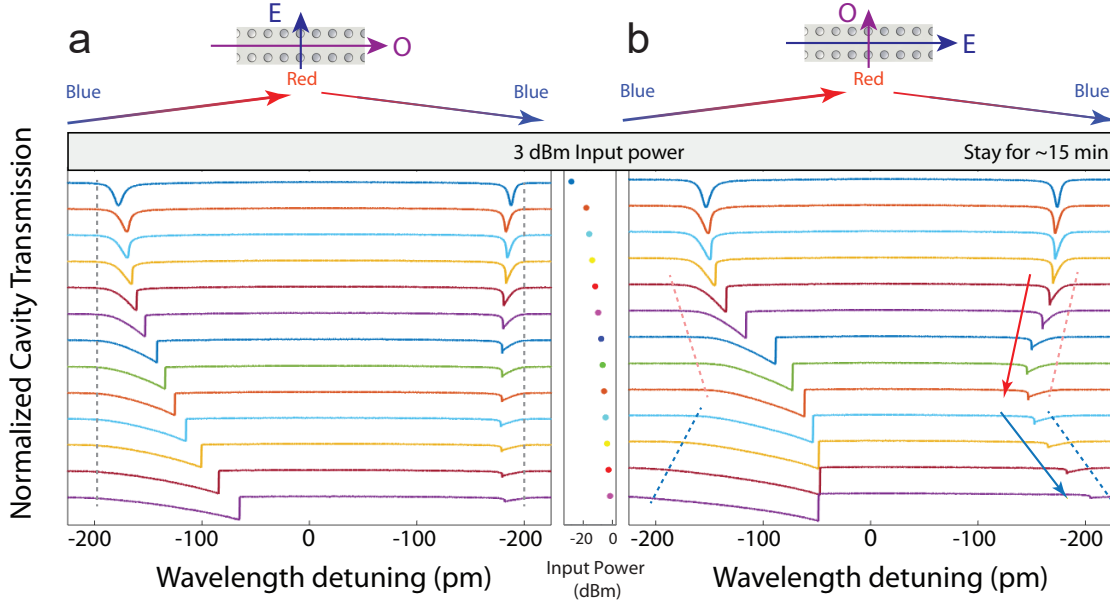 a
E
O
Blue
Red
Blue
b
O
E
Blue
Red
Blue
3 dBm Input power
Stay for ~15 min
Normalized Cavity Transmission
-200
-100
0
-100
-200
Wavelength detuning (pm)
-20
0
Input Power
(dBm)
-200
-100
0
-100
-200
Wavelength detuning (pm)